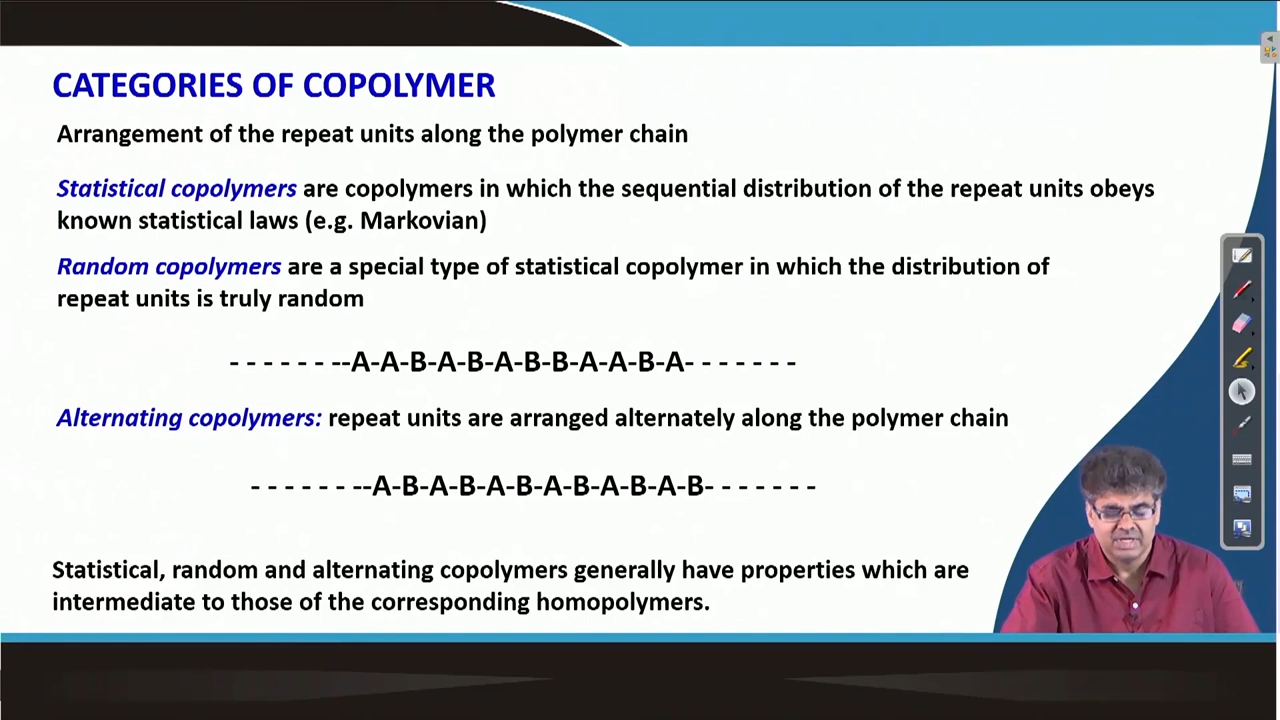 CATEGORIES OF COPOLYMER
Arrangement of the repeat units along the polymer chain
Statistical copolymers are copolymers in which the sequential distribution of the repeat units obeys
known statistical laws (e.g. Markovian)
Random copolymers are a special type of statistical copolymer in which the distribution of
repeat units is truly random
- - - - - - - --A-A-B-A-B-A-B-B-A-A-B-A- - - - - - -
Alternating copolymers: repeat units are arranged alternately along the polymer chain
- - - - - - - --A-B-A-B-A-B-A-B-A-B-A-B- - - - - - -
Statistical, random and alternating copolymers generally have properties which are
intermediate to those of the corresponding homopolymers.